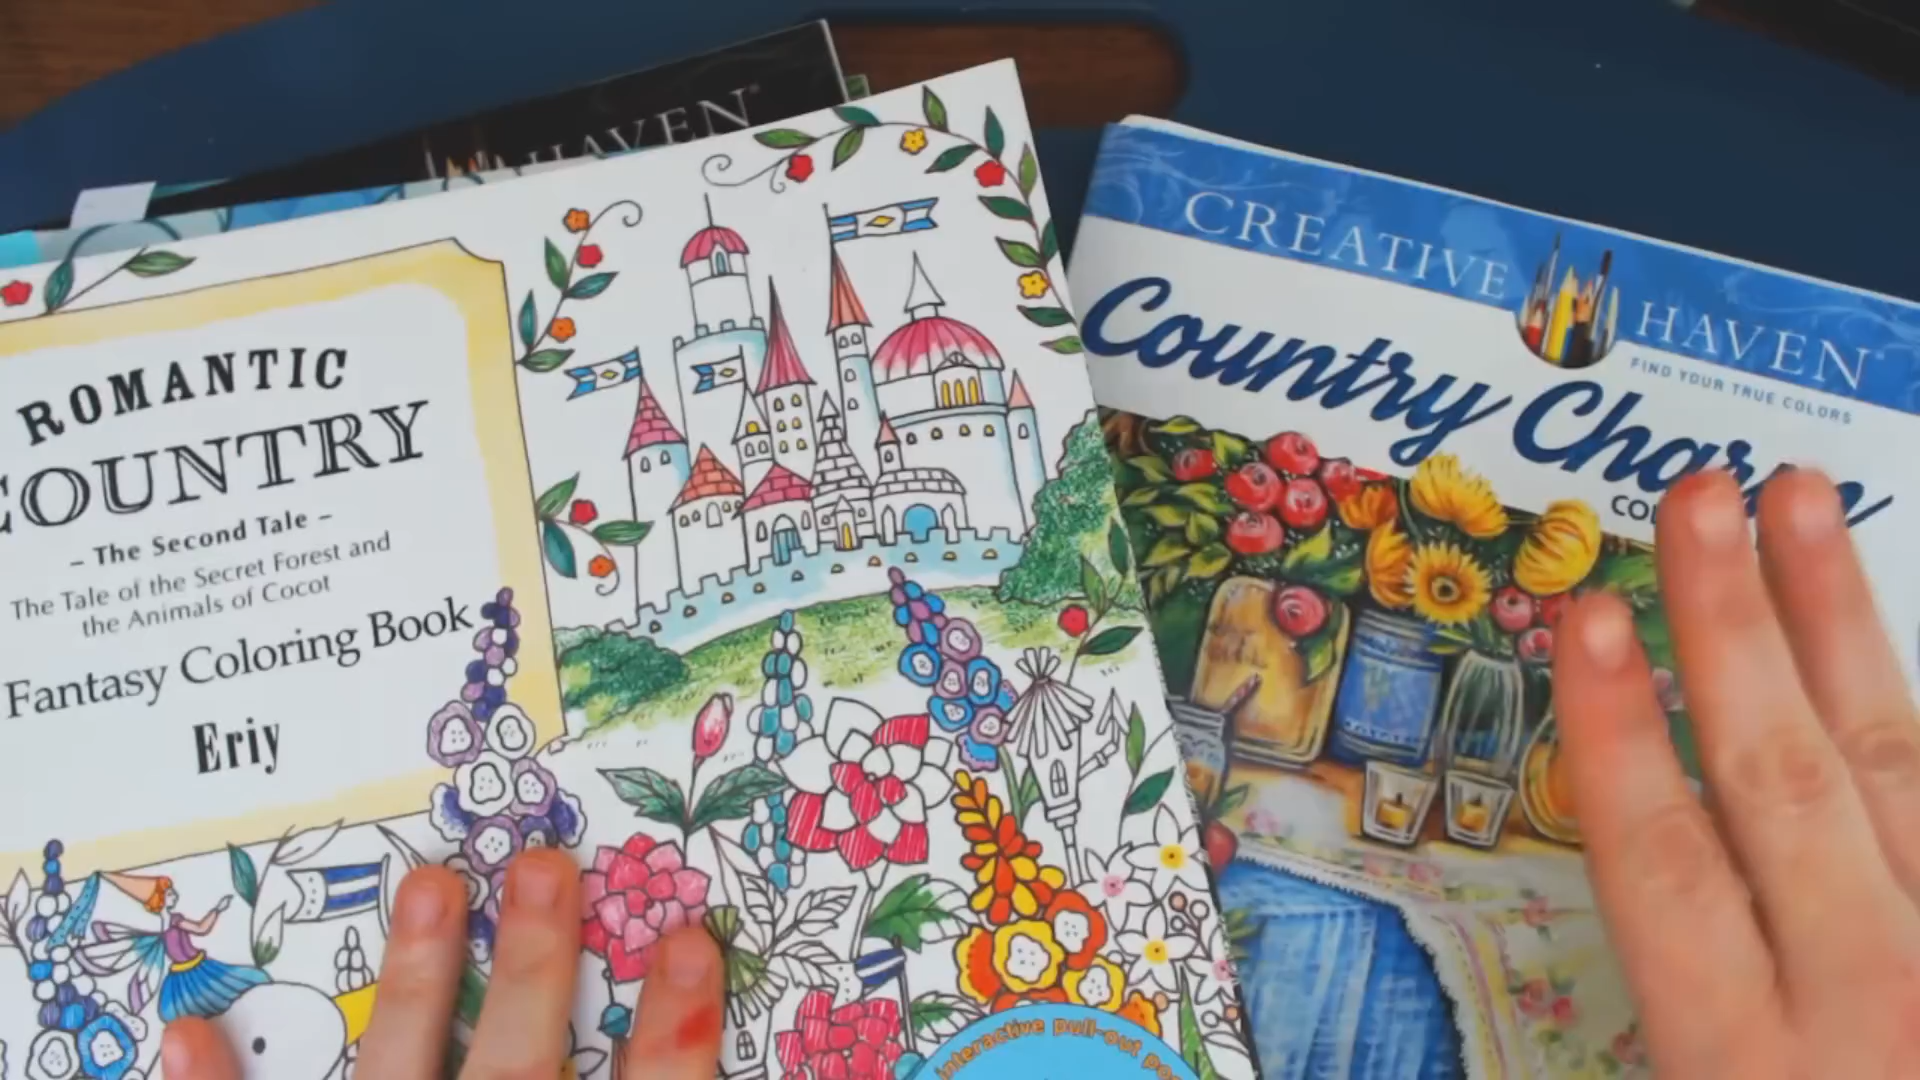 HAVEN
ROMANTIC
COUNTRY
– The Second Tale –
The Tale of the Secret Forest and
the Animals of Cocot
Fantasy Coloring Book
Eriy
interactive pull-out
CREATIVE HAVEN
FIND YOUR TRUE COLORS
Country Charm